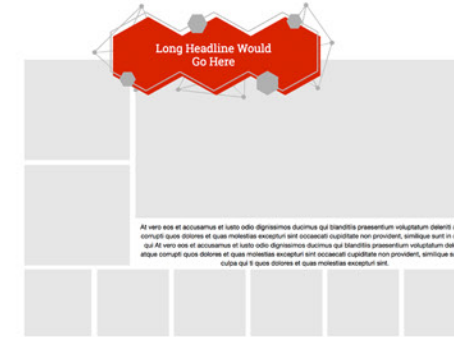 Long Headline Would
Go Here
At vero eos et accusamus et iusto odio dignissimos ducimus qui blanditiis praesentium voluptatum deleniti
corrupti quos dolores et quas molestias excepturi sint occaecati cupiditate non provident, similique sunt in
qui At vero eos et accusamus et iusto odio dignissimos ducimus qui blanditiis praesentium voluptatum
atque corrupti quos dolores et quas molestias excepturi sint occaecati cupiditate non provident, similique
culpa qui ti quos dolores et quas molestias excepturi sint.